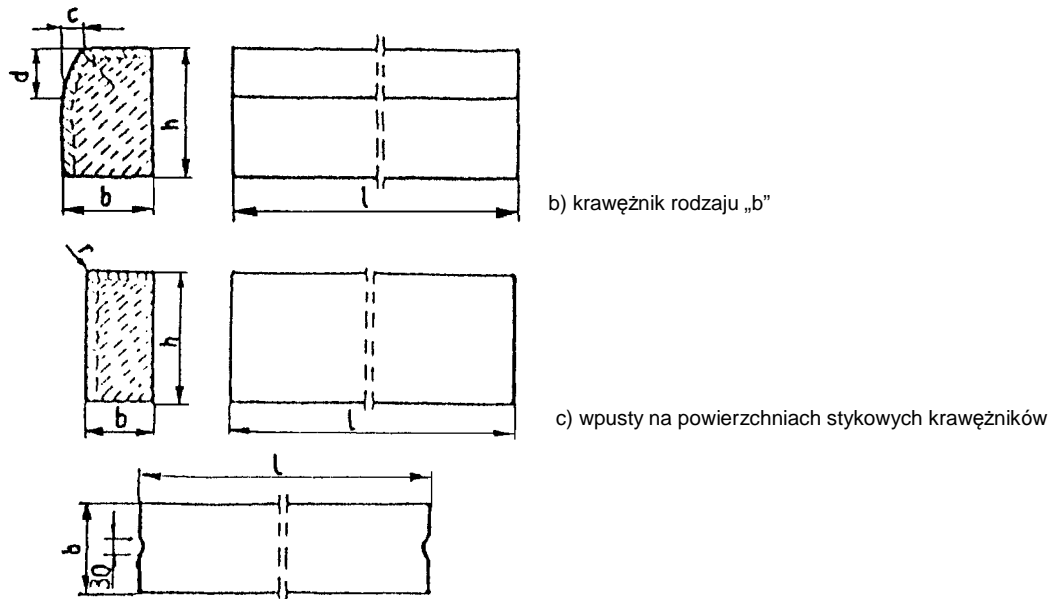 c
d
h
b
l
b) krawężnik rodzaju „b”
r
h
b
l
c) wpusty na powierzchniach stykowych krawężników
l
b
30